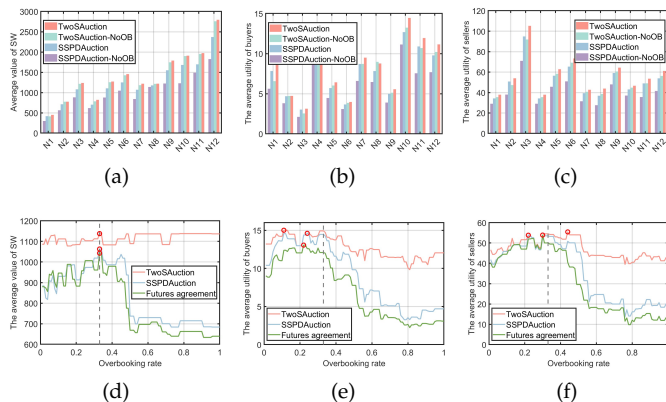 The average value of SW
3000
2500
2000
1500
1000
500
0
TwoSAuction
TwoSAuction-NoOB
SSPDAuction
SSPDAuction-NoOB
N1 N2 N3 N4 N5 N6 N7 N8 N9 N10 N11 N12
(a)
The average utility of buyers
15
10
5
0
TwoSAuction
TwoSAuction-NoOB
SSPDAuction
SSPDAuction-NoOB
N1 N2 N3 N4 N5 N6 N7 N8 N9 N10 N11 N12
(b)
The average utility of sellers
100
80
60
40
20
0
TwoSAuction
TwoSAuction-NoOB
SSPDAuction
SSPDAuction-NoOB
N1 N2 N3 N4 N5 N6 N7 N8 N9 N10 N11 N12
(c)
The average value of SW
1200
1100
1000
900
800
700
600
TwoSAuction
SSPDAuction
Futures agreement
0 0.2 0.4 0.6 0.8 1
Overbooking rate
(d)
The average utility of buyers
15
10
5
0
TwoSAuction
SSPDAuction
Futures agreement
0 0.2 0.4 0.6 0.8 1
Overbooking rate
(e)
The average utility of sellers
60
50
40
30
20
10
0
TwoSAuction
SSPDAuction
Futures agreement
0 0.2 0.4 0.6 0.8
Overbooking rate
(f)